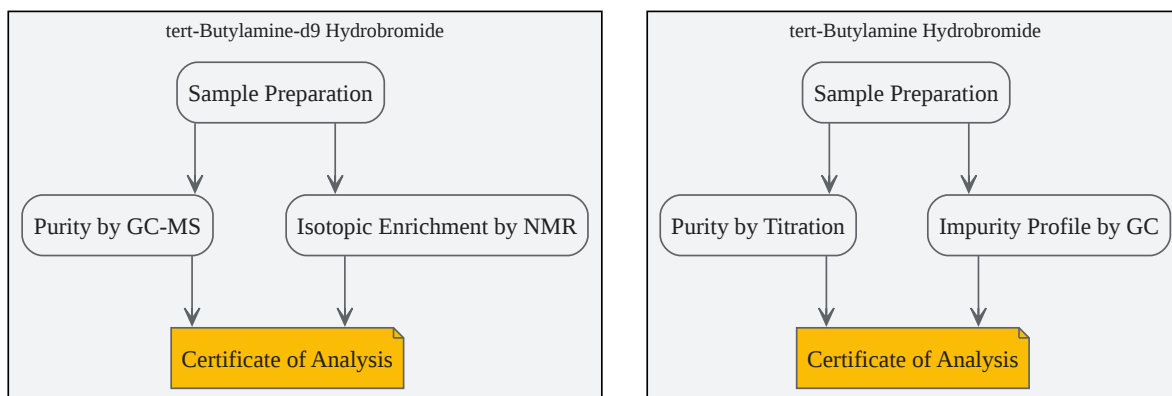 tert-Butylamine-d9 Hydrobromide
Sample Preparation
Purity by GC-MS
Isotopic Enrichment by NMR
Certificate of Analysis
tert-Butylamine Hydrobromide
Sample Preparation
Purity by Titration
Impurity Profile by GC
Certificate of Analysis